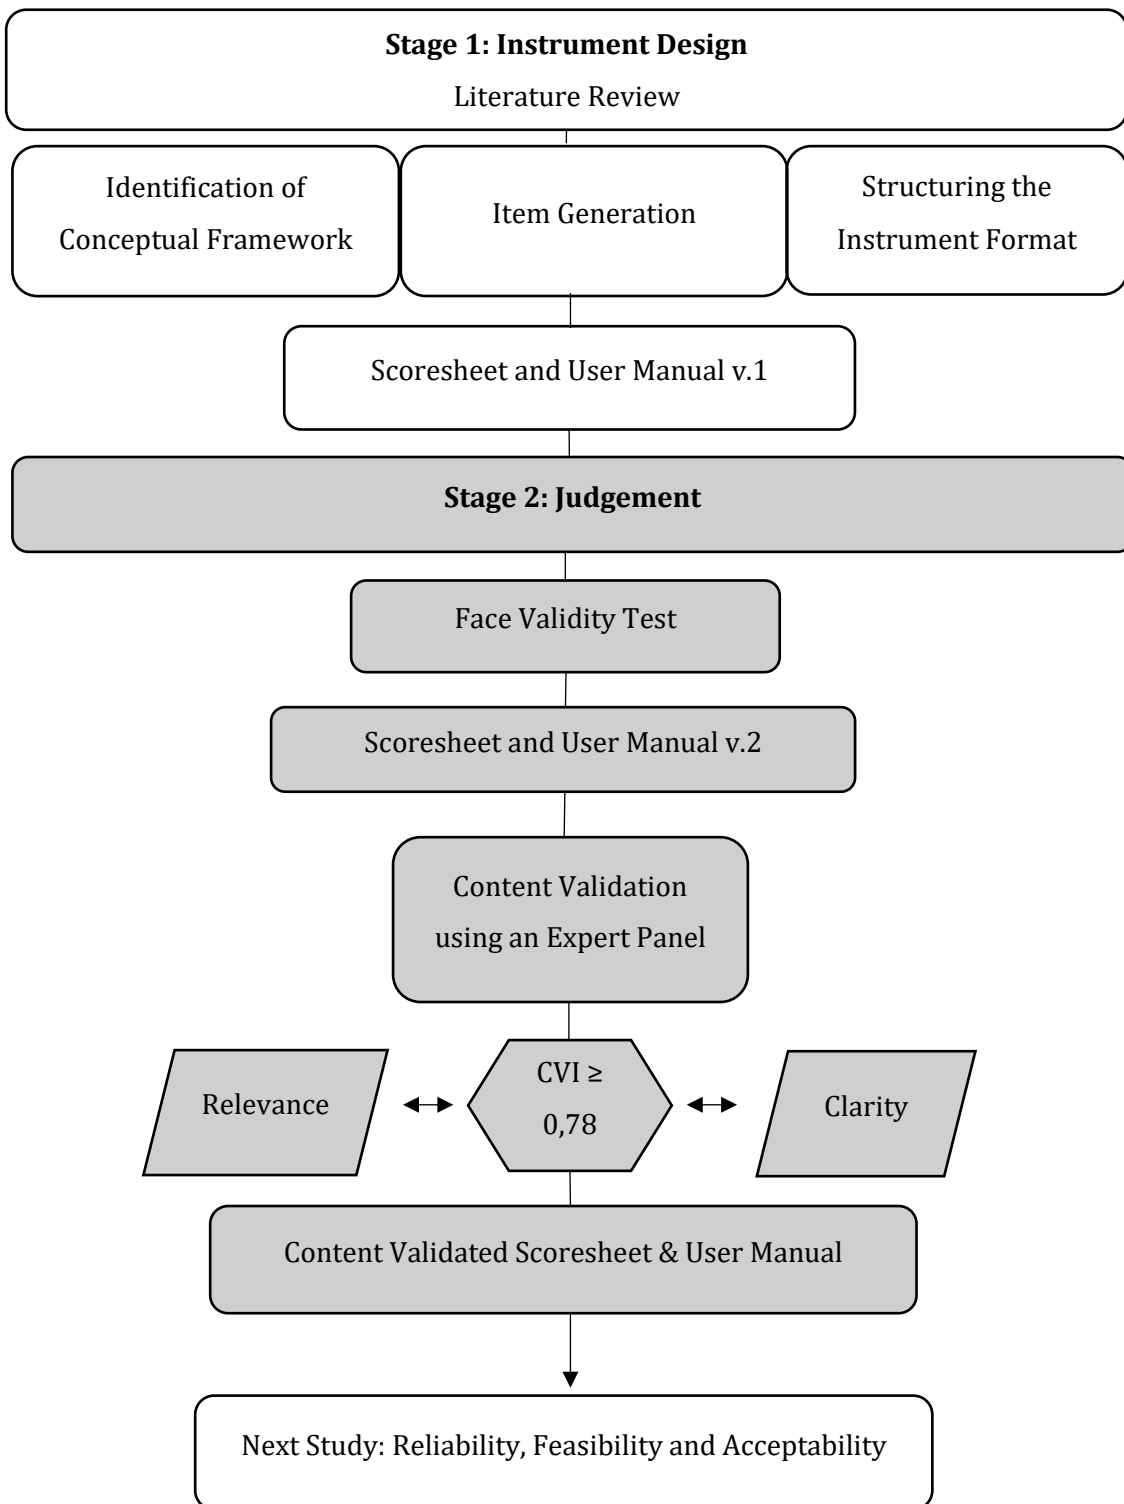 Stage 1: Instrument Design
Literature Review
Identification of
Conceptual Framework
Item Generation
Structuring the
Instrument Format
Scoresheet and User Manual v.1
Stage 2: Judgement
Face Validity Test
Scoresheet and User Manual v.2
Content Validation
using an Expert Panel
Relevance
CVI ≥
0,78
Clarity
Content Validated Scoresheet & User Manual
Next Study: Reliability, Feasibility and Acceptability